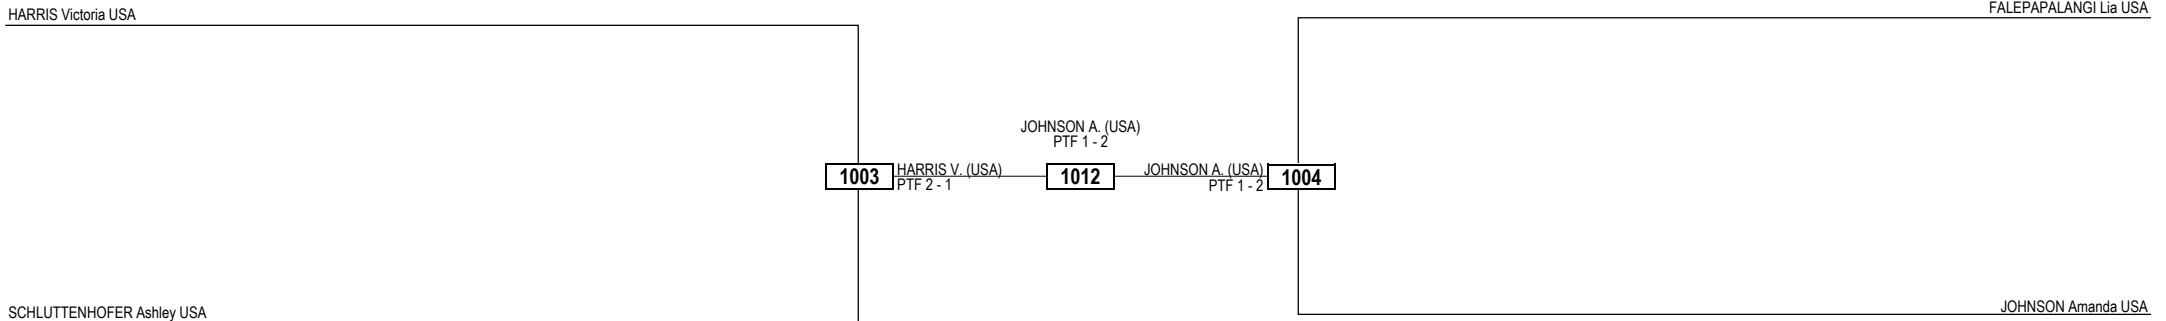 HARRIS Victoria USA
FALEPAPALANGI Lia USA
JOHNSON A. (USA)
PTF 1 - 2
1003
HARRIS V. (USA)
PTF 2 - 1
1012
JOHNSON A. (USA)
PTF 1 - 2
1004
SCHLUTTENHOFER Ashley USA
JOHNSON Amanda USA